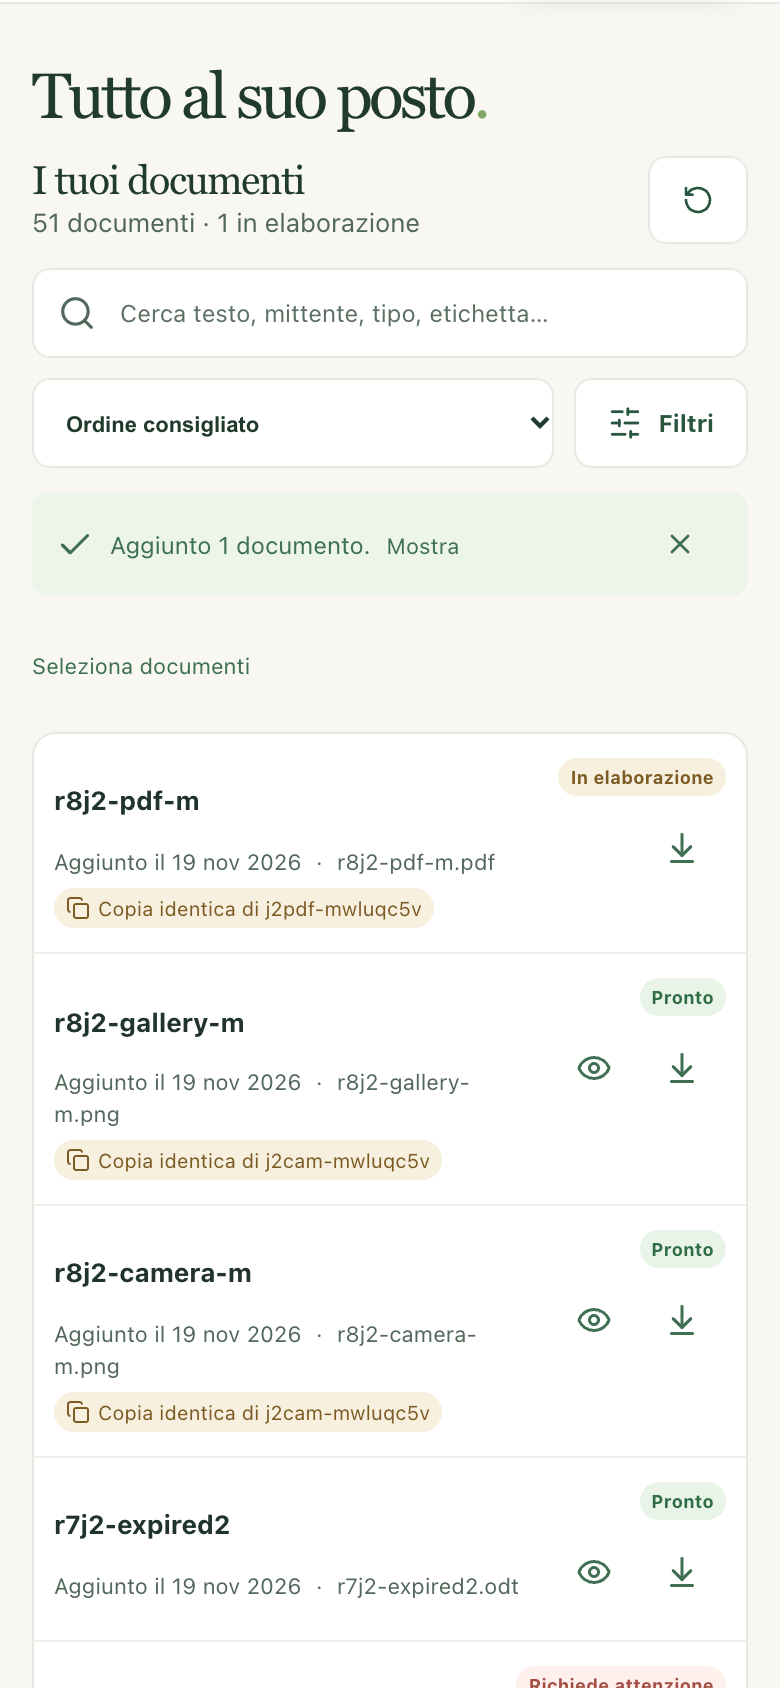 Tutto al suo posto.
I tuoi documenti
51 documenti · 1 in elaborazione
Cerca testo, mittente, tipo, etichetta...
Ordine consigliato
Filtri
Aggiunto 1 documento. Mostra
Seleziona documenti
In elaborazione
r8j2-pdf-m
Aggiunto il 19 nov 2026 · r8j2-pdf-m.pdf
Copia identica di j2pdf-mwluqc5v
Pronto
r8j2-gallery-m
Aggiunto il 19 nov 2026 · r8j2-gallery-
m.png
Copia identica di j2cam-mwluqc5v
Pronto
r8j2-camera-m
Aggiunto il 19 nov 2026 · r8j2-camera-
m.png
Copia identica di j2cam-mwluqc5v
Pronto
r7j2-expired2
Aggiunto il 19 nov 2026 · r7j2-expired2.odt
Richiede attenzione